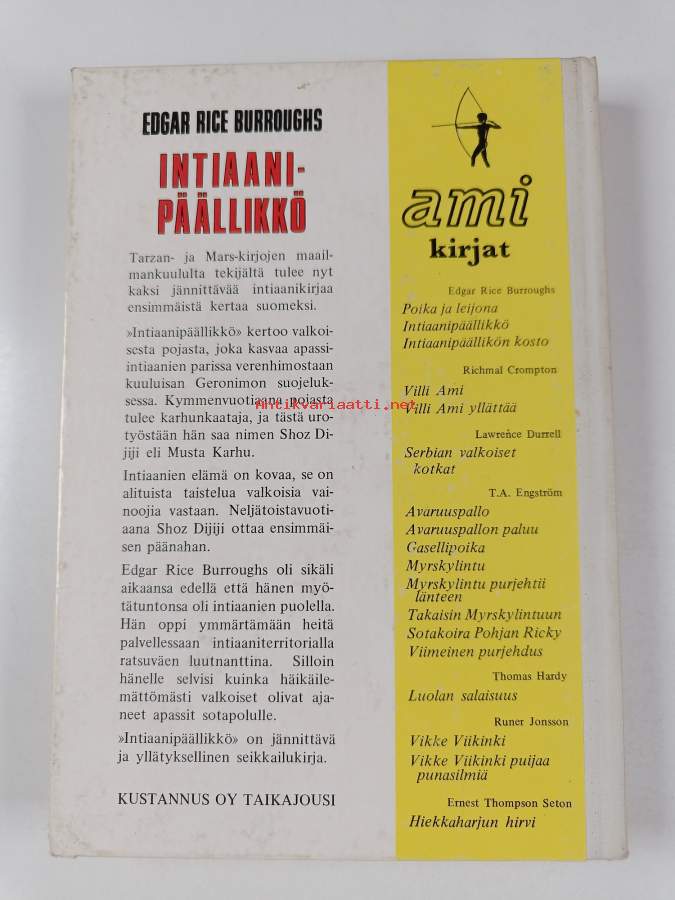 EDGAR RICE BURROUGHS
INTIAANI-
PÄÄLLIKKÖ
Tarzan- ja Mars-kirjojen maail-
mankuululta tekijältä tulee nyt
kaksi jännittävää intiaanikirjaa
ensimmäistä kertaa suomeksi.
»Intiaanipäällikkö» kertoo valkoi-
sesta pojasta, joka kasvaa apassi-
intiaanien parissa verenhimostaan
kuuluisan Geronimon suojeluk-
sessa. Kymmenvuotiaana pojasta
tulee karhunkaataja, ja tästä uro-
työstään hän saa nimen Shoz Di-
jiji eli Musta Karhu.
Intiaanien elämä on kovaa, se on
alituista taistelua valkoisia vai-
noojia vastaan. Neljätoistavuoti-
aana Shoz Dijiji ottaa ensimmäi-
sen päänahan.
Edgar Rice Burroughs oli sikäli
aikaansa edellä että hänen myö-
tätuntonsa oli intiaanien puolella.
Hän oppi ymmärtämään heitä
palvellessaan intiaaniterritorialla
ratsuväen luutnanttina. Silloin
hänelle selvisi kuinka häikäile-
mättömästi valkoiset olivat aja-
neet apassit sotapolulle.
»Intiaanipäällikkö» on jännittävä
ja yllätyksellinen seikkailukirja.
KUSTANNUS OY TAIKAJOUSI
ami
kirjat
Edgar Rice Burroughs
Poika ja leijona
Intiaanipäällikkö
Intiaanipäällikön kosto
Richmal Crompton
Villi Ami
Villi Ami yllättää
Lawrence Durrell
Serbian valkoiset
kotkat
T.A. Engström
Avaruuspallo
Avaruuspallon paluu
Gasellipoika
Myrskylintu
Myrskylintu purjehtii
länteen
Takaisin Myrskylintuun
Sotakoira Pohjan Ricky
Viimeinen purjehdus
Thomas Hardy
Luolan salaisuus
Runer Jonsson
Vikke Viikinki
Vikke Viikinki puijaa
punasilmiä
Ernest Thompson Seton
Hiekkaharjun hirvi
Antikvariaatti.net